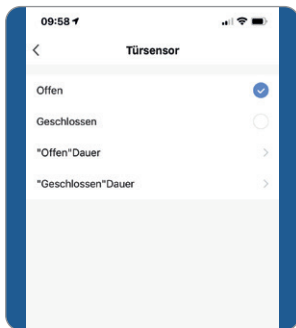 09:58
Türsensor
Offen
Geschlossen
"Offen"Dauer
"Geschlossen"Dauer